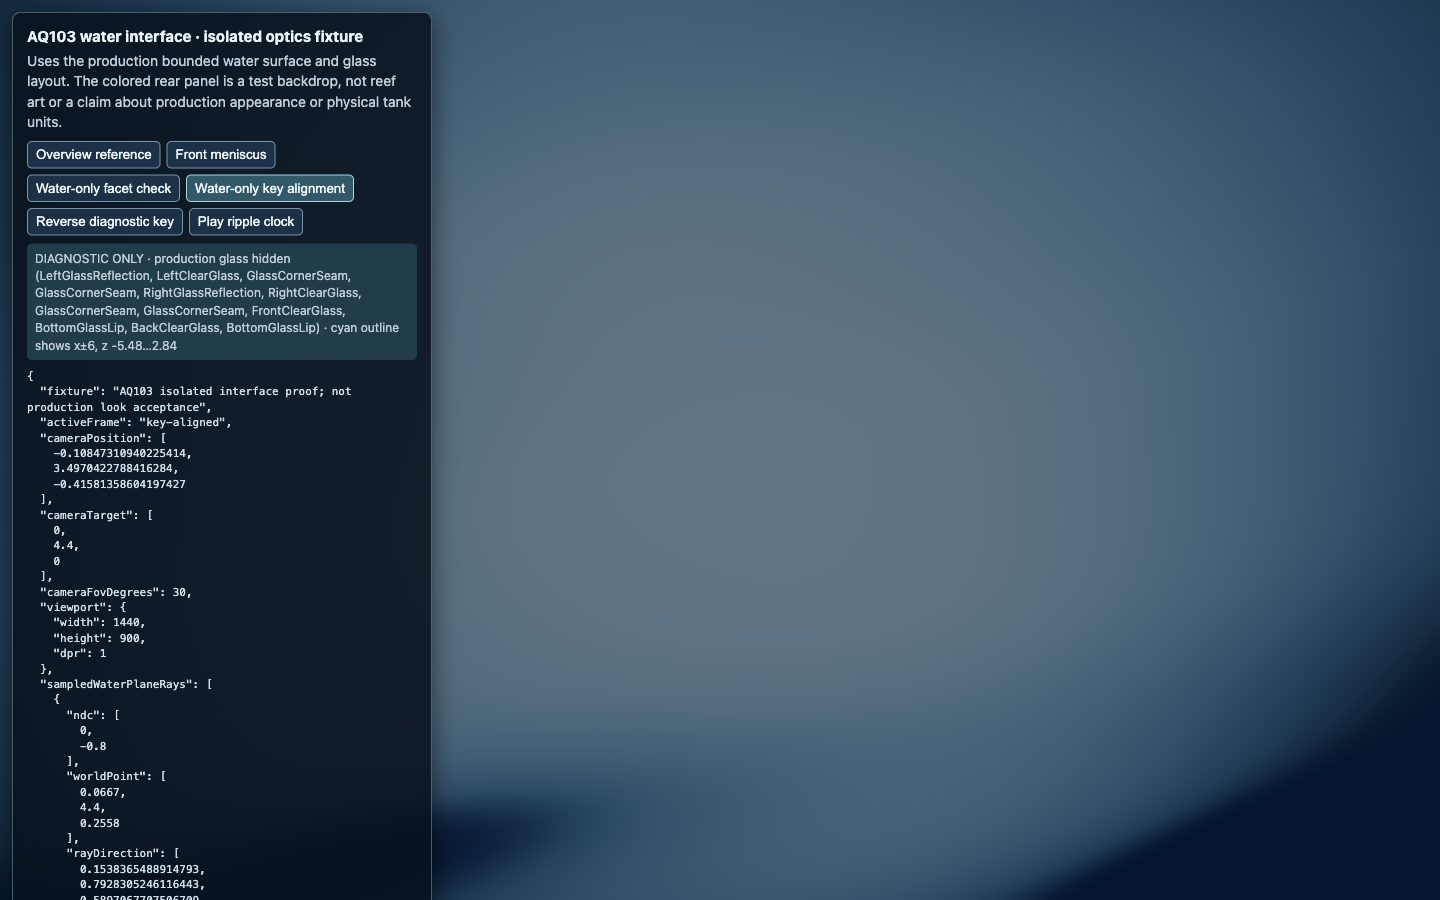 AQ103 water interface · isolated optics fixture
Uses the production bounded water surface and glass
layout. The colored rear panel is a test backdrop, not reef
art or a claim about production appearance or physical tank
units.
Overview reference Front meniscus
Water-only facet check Water-only key alignment
Reverse diagnostic key Play ripple clock
DIAGNOSTIC ONLY · production glass hidden
(LeftGlassReflection, LeftClearGlass, GlassCornerSeam,
GlassCornerSeam, RightGlassReflection, RightClearGlass,
GlassCornerSeam, GlassCornerSeam, FrontClearGlass,
BottomGlassLip, BackClearGlass, BottomGlassLip) · cyan outline
shows x±6, z -5.48…2.84
{
"fixture": "AQ103 isolated interface proof; not
production look acceptance",
"activeFrame": "key-aligned",
"cameraPosition": [
-0.10847310940225414,
3.4970422788416284,
-0.41581358604197427
],
"cameraTarget": [
0,
4.4,
0
],
"cameraFovDegrees": 30,
"viewport": {
"width": 1440,
"height": 900,
"dpr": 1
},
"sampledWaterPlaneRays": [
{
"ndc": [
0,
-0.8
],
"worldPoint": [
0.0667,
4.4,
0.2558
],
"rayDirection": [
0.1538365488914793,
0.7928305246116443,